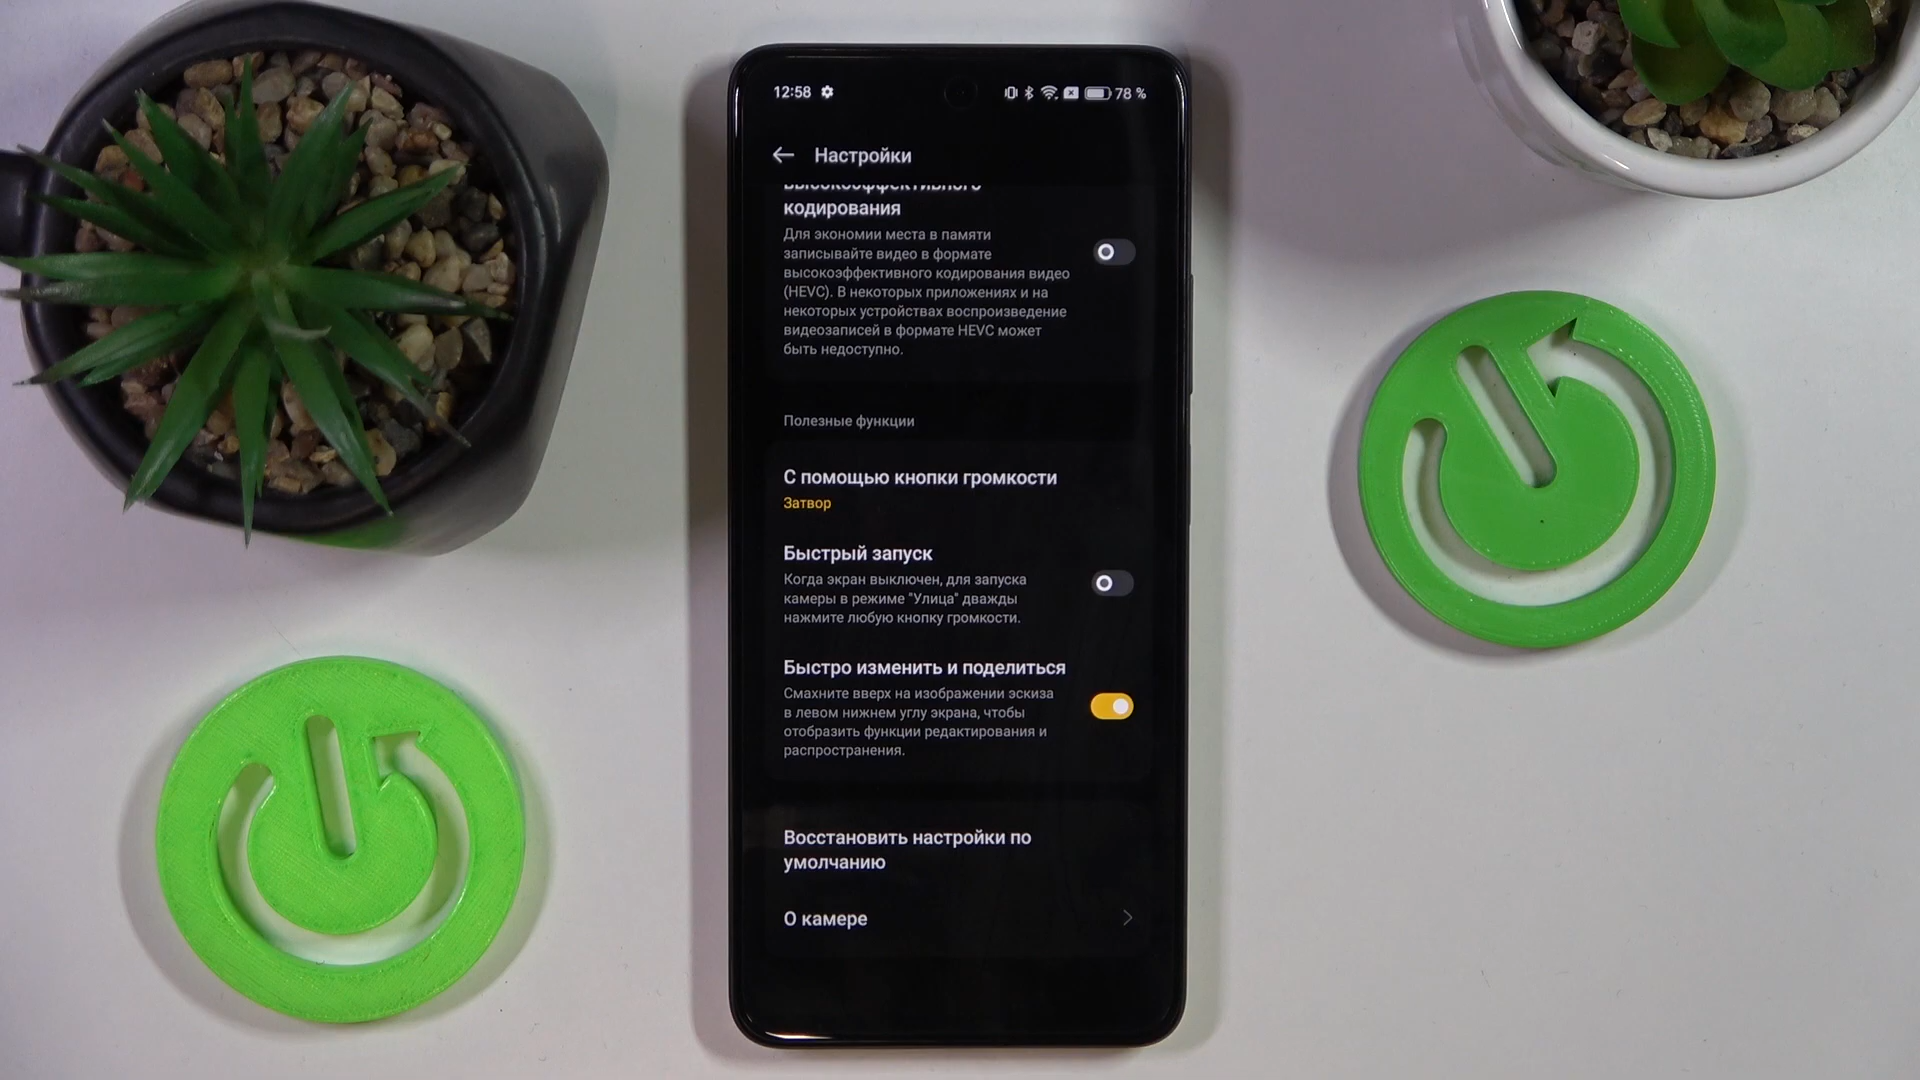 12:58 78 %
Настройки
высокоэффективного
кодирования
Для экономии места в памяти
записывайте видео в формате
высокоэффективного кодирования видео
(HEVC). В некоторых приложениях и на
некоторых устройствах воспроизведение
видеозаписей в формате HEVC может
быть недоступно.
Полезные функции
С помощью кнопки громкости
Затвор
Быстрый запуск
Когда экран выключен, для запуска
камеры в режиме "Улица" дважды
нажмите любую кнопку громкости.
Быстро изменить и поделиться
Смахните вверх на изображении эскиза
в левом нижнем углу экрана, чтобы
отобразить функции редактирования и
распространения.
Восстановить настройки по
умолчанию
О камере